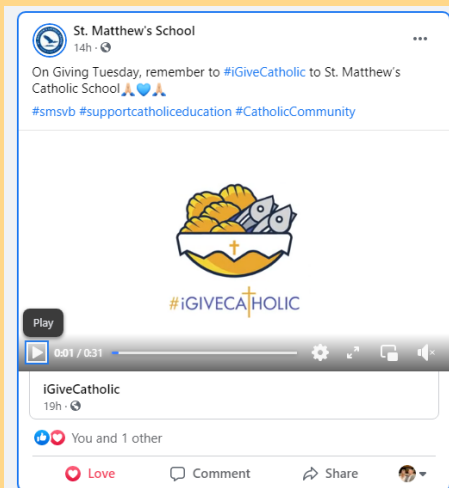 St. Matthew's School
14h
On Giving Tuesday, remember to #iGiveCatholic to St. Matthew's
Catholic School🙏💙🙏
#smsvb #supportcatholiceducation #CatholicCommunity
#iGIVECATHOLIC
Play
0:01 / 0:31
iGiveCatholic
19h
You and 1 other
Love Comment Share